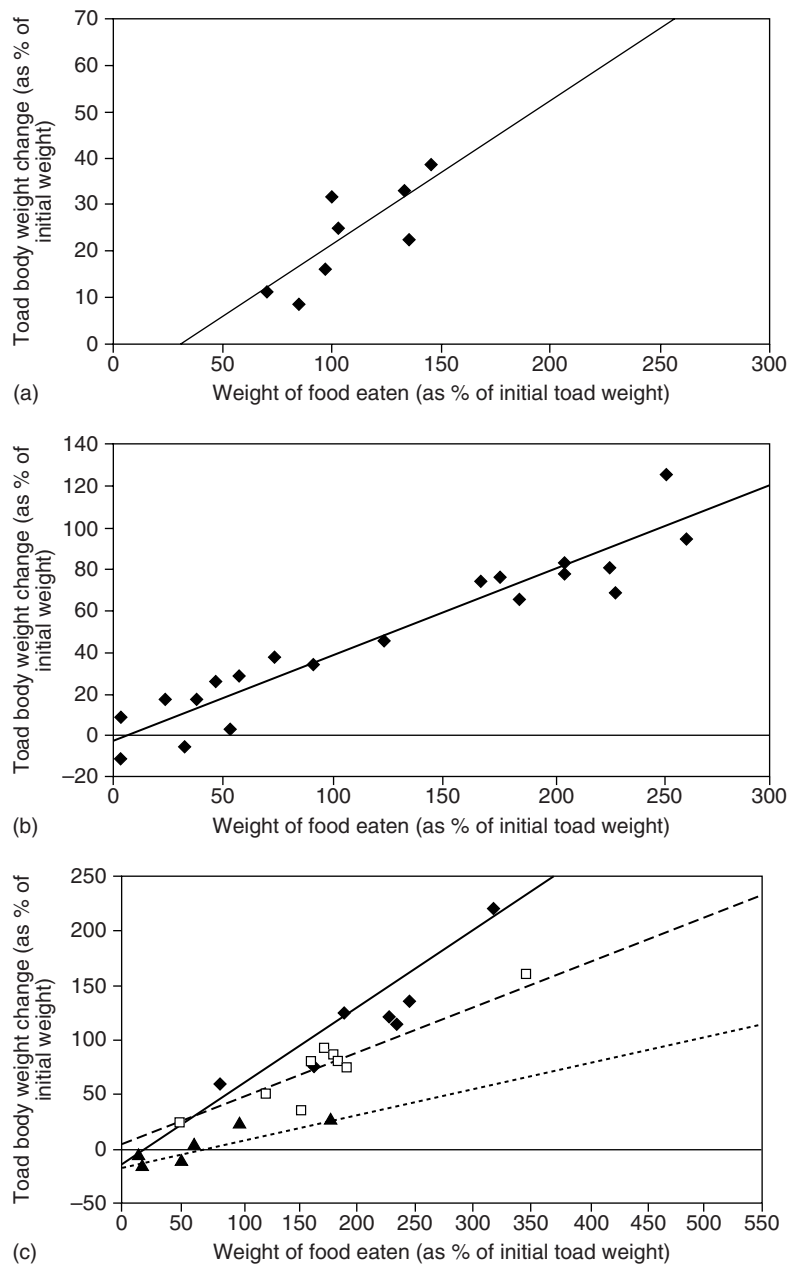 70
60
50
40
30
20
10
0
Toad body weight change (as % of
initial weight)
0 50 100 150 200 250 300
(a) Weight of food eaten (as % of initial toad weight)
140
120
100
80
60
40
20
0
–20
Toad body weight change (as % of
initial weight)
0 50 100 150 200 250 300
(b) Weight of food eaten (as % of initial toad weight)
250
200
150
100
50
0
–50
Toad body weight change (as % of
initial weight)
0 50 100 150 200 250 300 350 400 450 500 550
(c) Weight of food eaten (as % of initial toad weight)